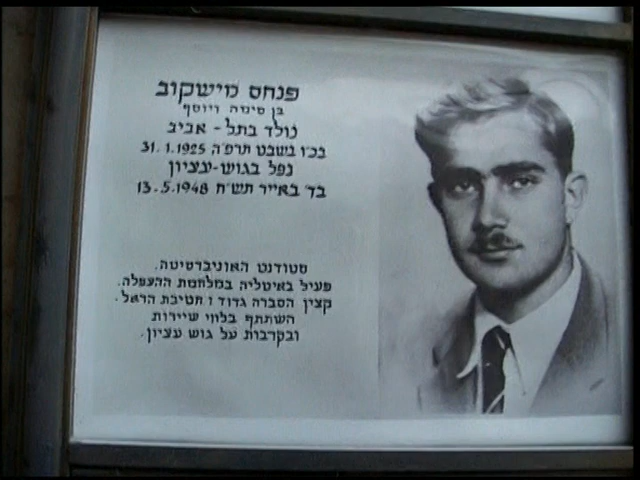 פנחס מישקוב
בן סימה ויוסף
נולד בתל-אביב
בכ״ו בשבט תרפ״ה 31.1.1925
נפל בגוש-עציון
בד׳ באייר תש״ח 13.5.1948
סטודנט האוניברסיטה.
פעיל באיטליה במלחמת ההעפלה.
קצין הסברה גדוד ו חטיבת הראל.
השתתף בלווי שיירות
ובקרבות על גוש עציון.